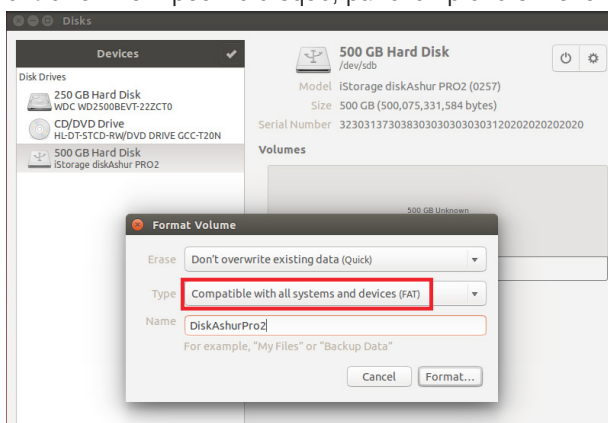 Disks
Devices
Disk Drives
250 GB Hard Disk
WDC WD2500BEVT-22ZCT0
CD/DVD Drive
HL-DT-STCD-RW/DVD DRIVE GCC-T20N
500 GB Hard Disk
iStorage diskAshur PRO2
500 GB Hard Disk
/dev/sdb
Model iStorage diskAshur PRO2 (0257)
Size 500 GB (500,075,331,584 bytes)
Serial Number 32303137303830303030303031202020202020
Volumes
500 GB Unknown
Format Volume
Erase Don't overwrite existing data (Quick)
Type Compatible with all systems and devices (FAT)
Name DiskAshurPro2
For example, "My Files" or "Backup Data"
Cancel Format...